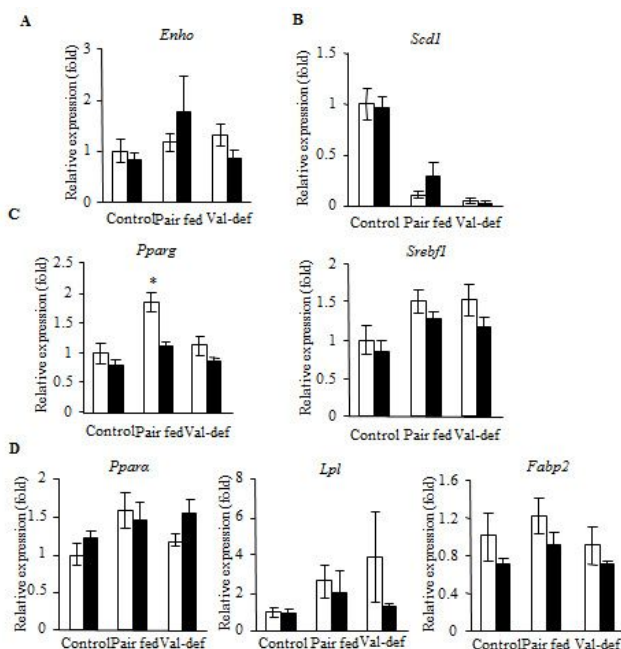 A
Enho
Relative expression (fold)
3
2
1
0
Control Pair fed Val-def
B
Scd1
Relative expression (fold)
1.5
1
0.5
0
Control Pair fed Val-def
C
Pparg
Relative expression (fold)
2.5
2
1.5
1
0.5
0
*
Control Pair fed Val-def
Srebf1
Relative expression (fold)
2
1.5
1
0.5
0
Control Pair fed Val-def
D
Pparα
Relative expression (fold)
2
1.5
1
0.5
0
Control Pair fed Val-def
Lpl
Relative expression (fold)
8
6
4
2
0
Control Pair fed Val-def
Fabp2
Relative expression (fold)
1.6
1.2
0.8
0.4
0
Control Pair fed Val-def